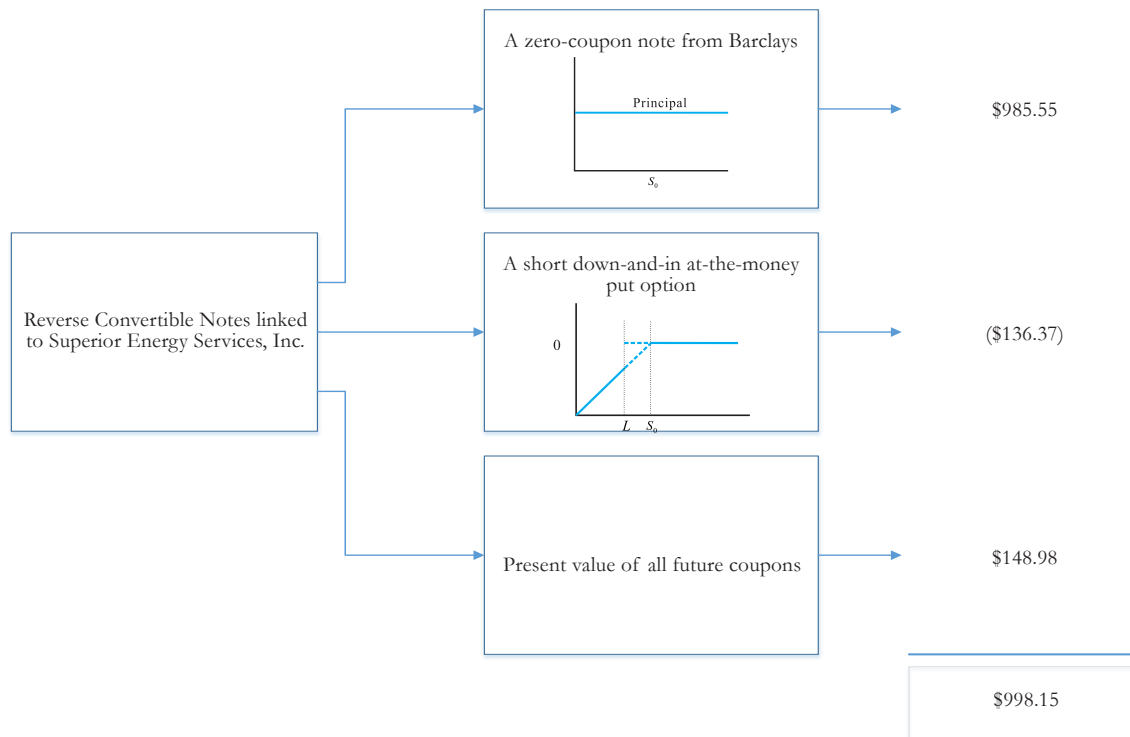 A zero-coupon note from Barclays
Principal
S₀
$985.55
Reverse Convertible Notes linked
to Superior Energy Services, Inc.
A short down-and-in at-the-money
put option
0
L S₀
($136.37)
Present value of all future coupons
$148.98
$998.15